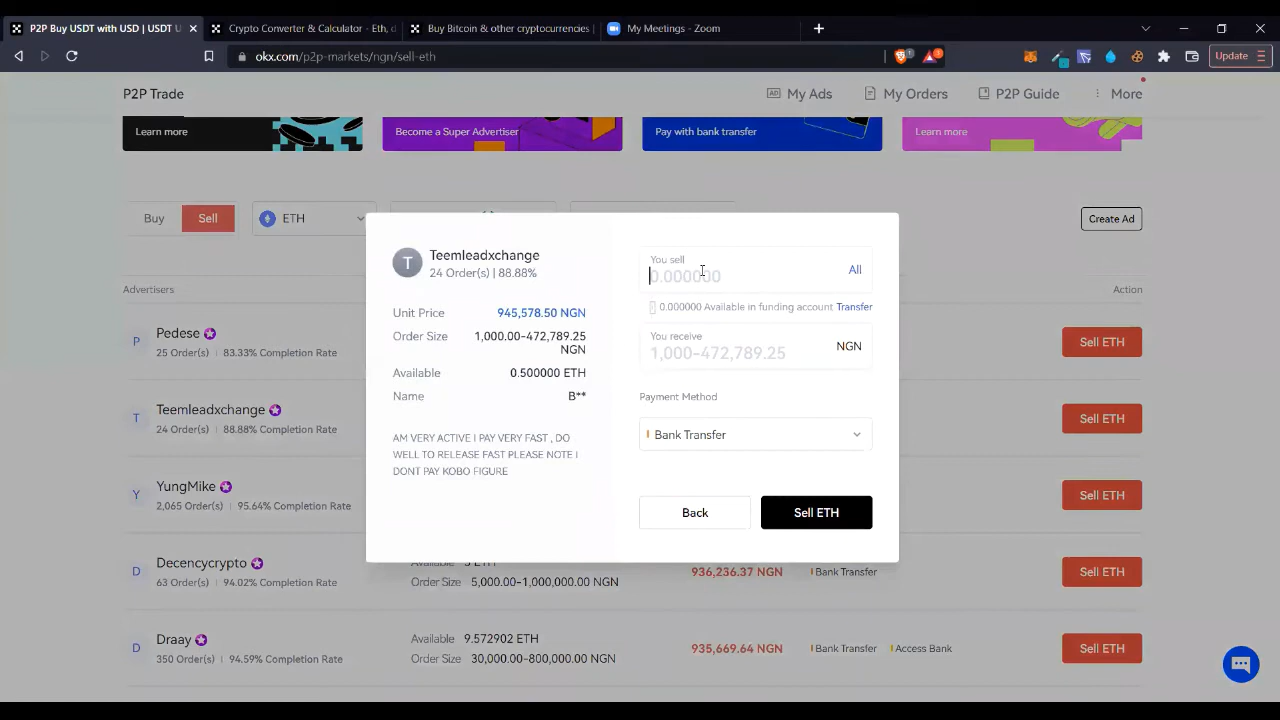 P2P Buy USDT with USD | USDT U
Crypto Converter & Calculator - Eth, d
Buy Bitcoin & other cryptocurrencies
My Meetings - Zoom
okx.com/p2p-markets/ngn/sell-eth
Update
P2P Trade
AD My Ads
My Orders
P2P Guide
More
Learn more
Become a Super Advertiser
Pay with bank transfer
Learn more
Buy
Sell
ETH
Create Ad
Advertisers
Action
T
Teemleadxchange
24 Order(s) | 88.88%
Unit Price
945,578.50 NGN
Order Size
1,000.00-472,789.25
NGN
Available
0.500000 ETH
Name
B**
AM VERY ACTIVE I PAY VERY FAST , DO
WELL TO RELEASE FAST PLEASE NOTE I
DONT PAY KOBO FIGURE
You sell
0.000000
All
0.000000 Available in funding account Transfer
You receive
1,000-472,789.25
NGN
Payment Method
Bank Transfer
Back
Sell ETH
P
Pedese
25 Order(s) | 83.33% Completion Rate
Sell ETH
T
Teemleadxchange
24 Order(s) | 88.88% Completion Rate
Sell ETH
Y
YungMike
2,065 Order(s) | 95.64% Completion Rate
Sell ETH
D
Decencycrypto
63 Order(s) | 94.02% Completion Rate
Order Size 5,000.00-1,000,000.00 NGN
936,236.37 NGN
Bank Transfer
Sell ETH
D
Draay
350 Order(s) | 94.59% Completion Rate
Available 9.572902 ETH
Order Size 30,000.00-800,000.00 NGN
935,669.64 NGN
Bank Transfer
Access Bank
Sell ETH